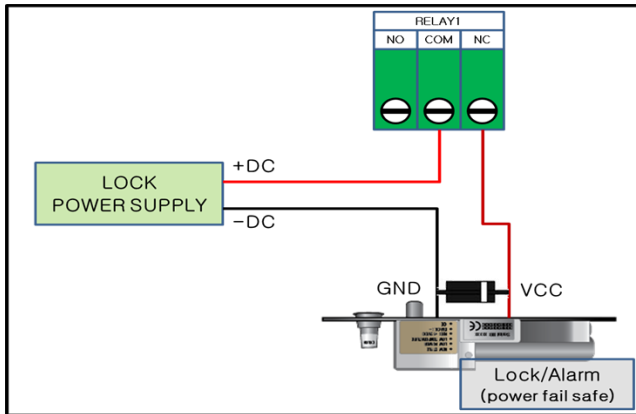 RELAY1
NO COM NC
+DC
LOCK
POWER SUPPLY
-DC
GND
VCC
Lock/Alarm
(power fail safe)